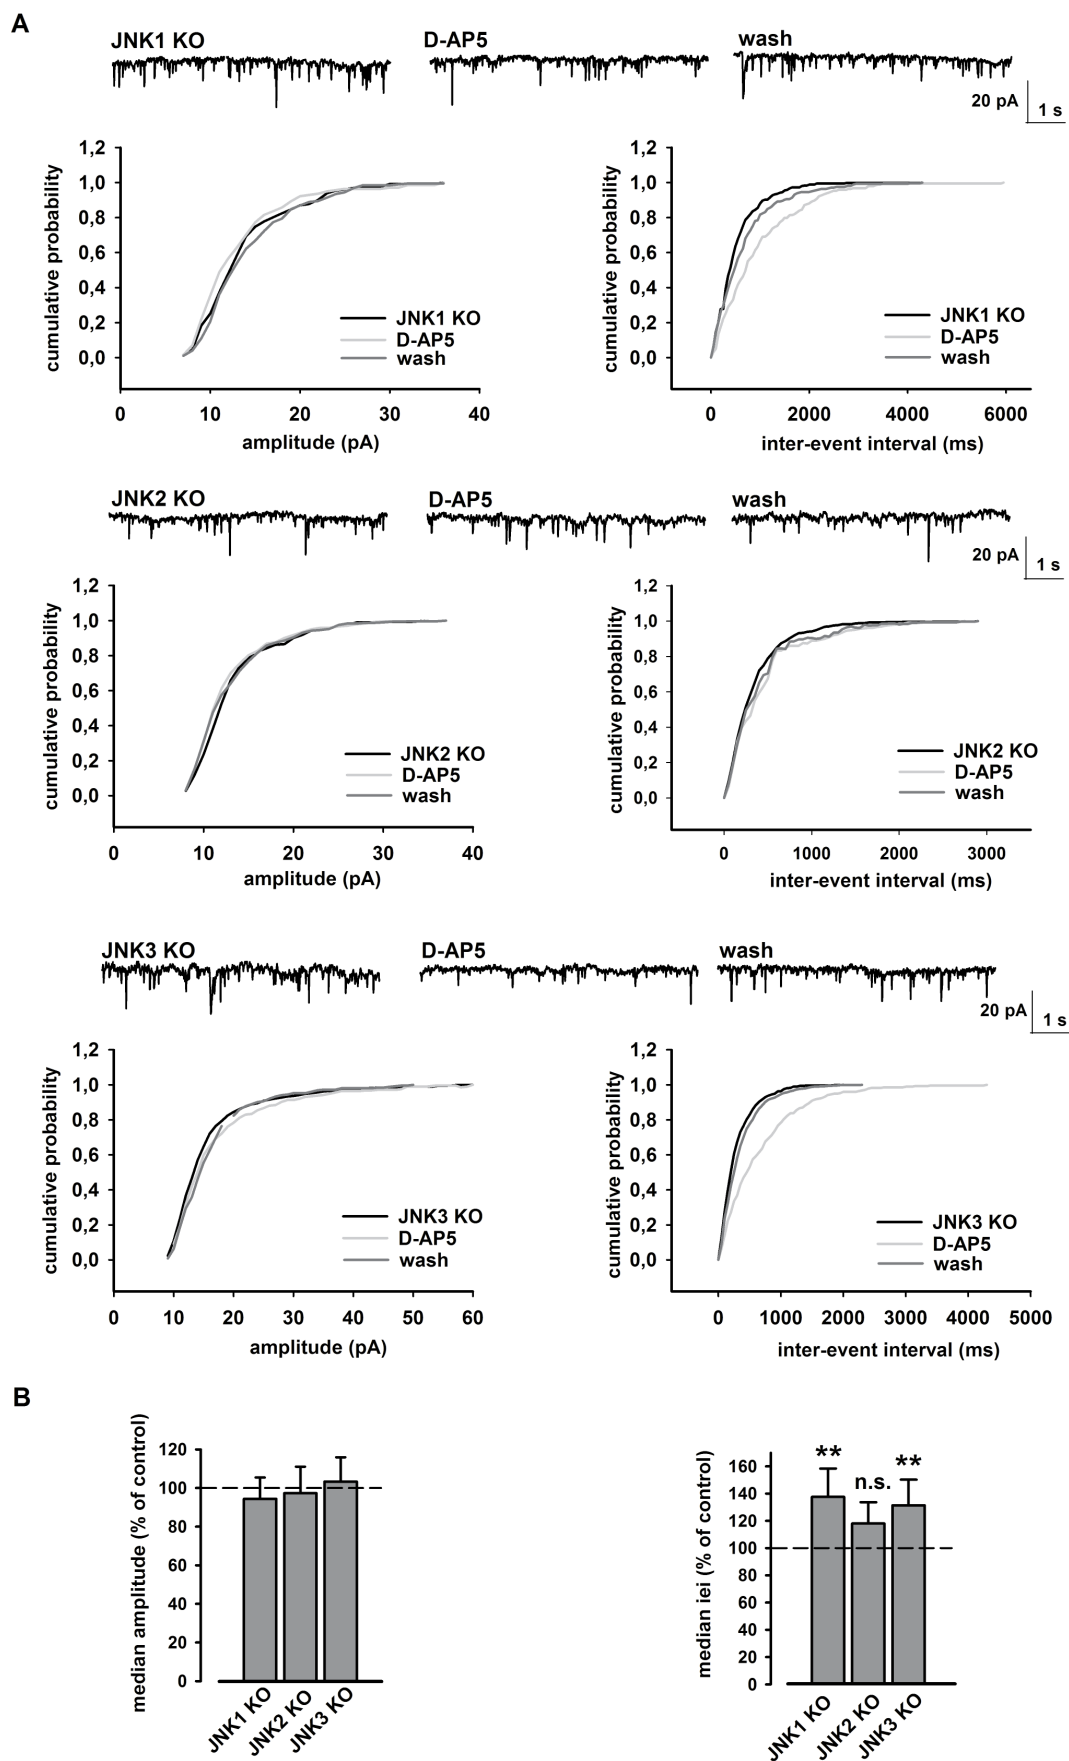 A
JNK1 KO D-AP5 wash
20 pA 1 s
cumulative probability
1,2
1,0
0,8
0,6
0,4
0,2
0,0
JNK1 KO
D-AP5
wash
0 10 20 30 40
amplitude (pA)
cumulative probability
1,2
1,0
0,8
0,6
0,4
0,2
0,0
JNK1 KO
D-AP5
wash
0 2000 4000 6000
inter-event interval (ms)
JNK2 KO D-AP5 wash
20 pA 1 s
cumulative probability
1,2
1,0
0,8
0,6
0,4
0,2
0,0
JNK2 KO
D-AP5
wash
0 10 20 30 40
amplitude (pA)
cumulative probability
1,2
1,0
0,8
0,6
0,4
0,2
0,0
JNK2 KO
D-AP5
wash
0 1000 2000 3000
inter-event interval (ms)
JNK3 KO D-AP5 wash
20 pA 1 s
cumulative probability
1,2
1,0
0,8
0,6
0,4
0,2
0,0
JNK3 KO
D-AP5
wash
0 10 20 30 40 50 60
amplitude (pA)
cumulative probability
1,2
1,0
0,8
0,6
0,4
0,2
0,0
JNK3 KO
D-AP5
wash
0 1000 2000 3000 4000 5000
inter-event interval (ms)
B
median amplitude (% of control)
120
100
80
60
40
20
0
JNK1 KO
JNK2 KO
JNK3 KO
median iei (% of control)
160
140
120
100
80
60
40
20
0
** n.s. **
JNK1 KO
JNK2 KO
JNK3 KO